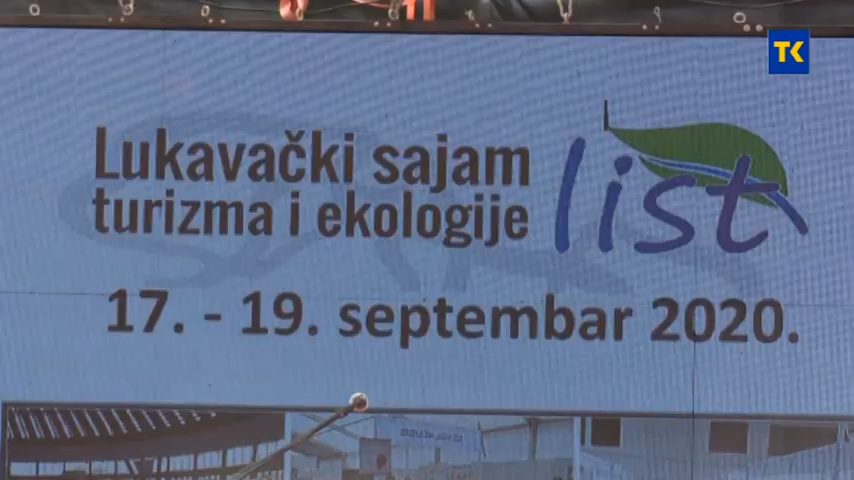 TK
Lukavački sajam
turizma i ekologije
list
17. - 19. septembar 2020.